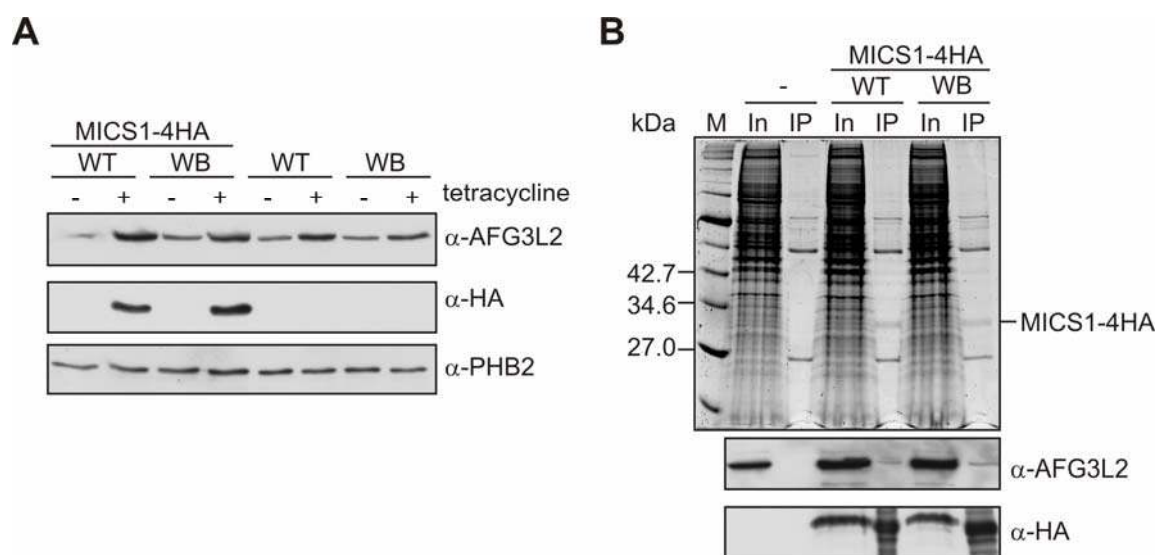 A
MICS1-4HA
WT WB WT WB
- + - + - + - + tetracycline
α-AFG3L2
α-HA
α-PHB2
B
MICS1-4HA
- WT WB
kDa M In IP In IP In IP
42.7
34.6
MICS1-4HA
27.0
α-AFG3L2
α-HA